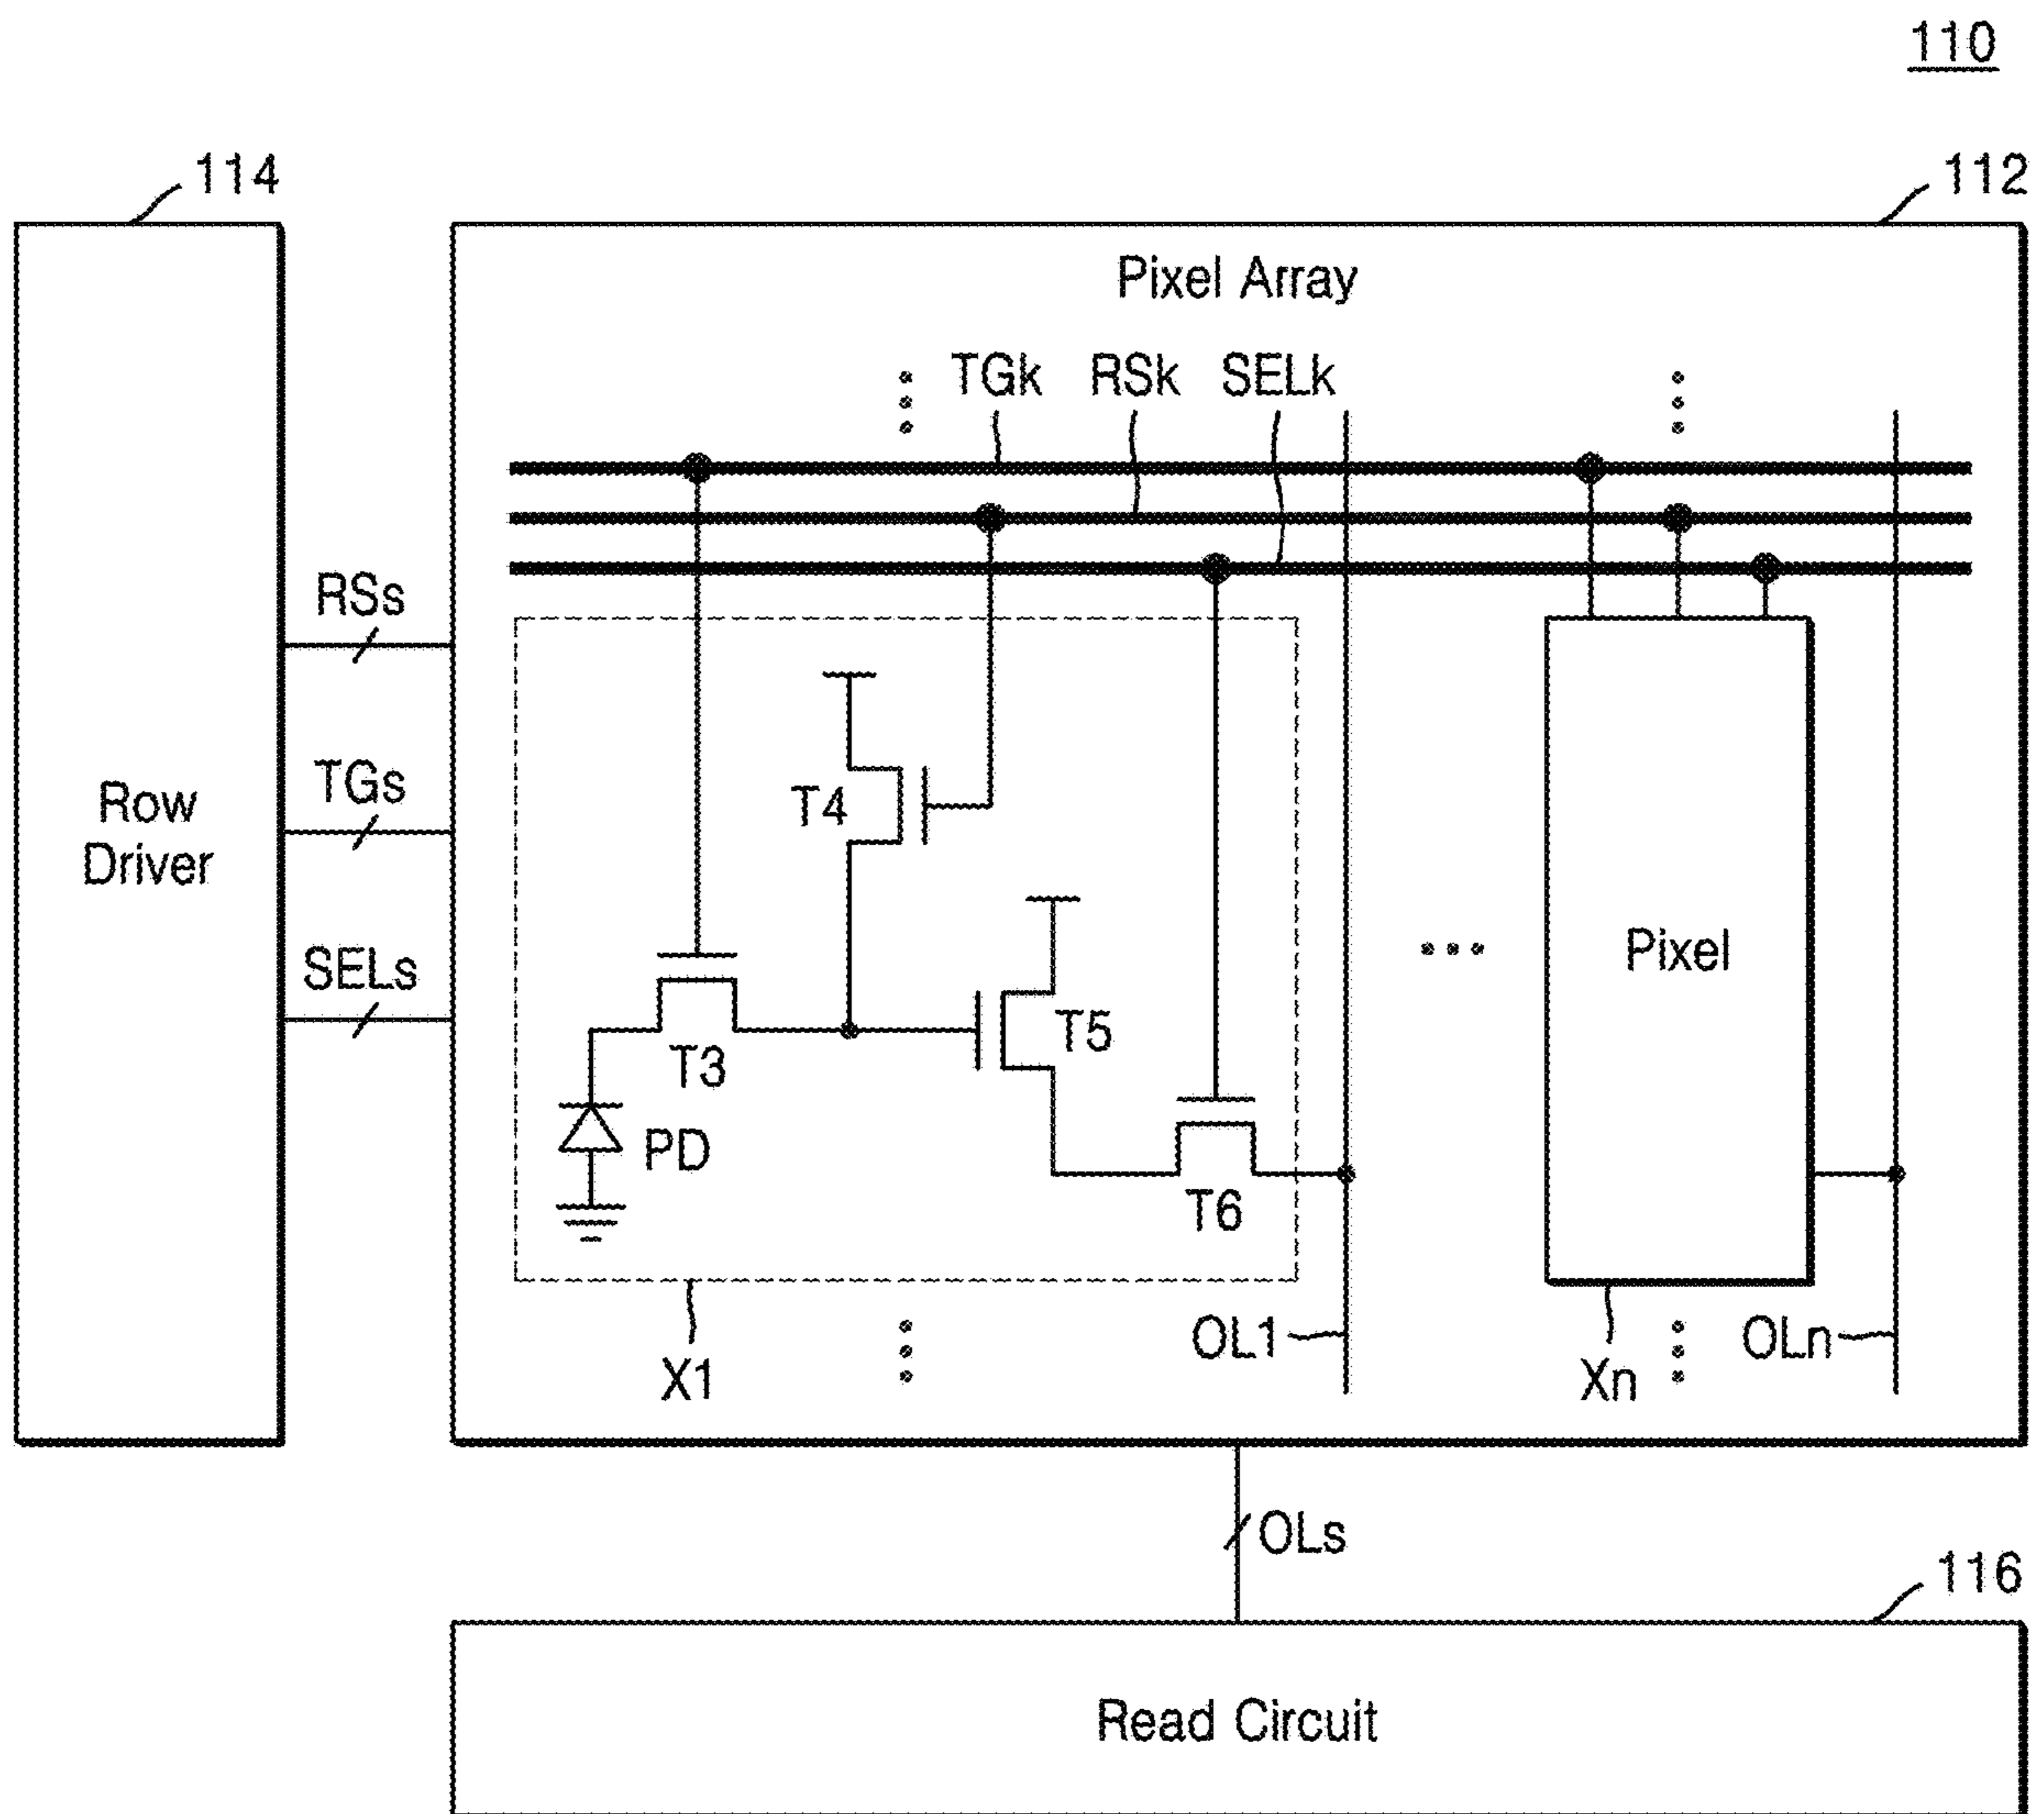 110
114
112
Pixel Array
TGk RSk SELk
RSs
TGs
SELs
Row
Driver
T4
T5
T3
PD
T6
Pixel
X1
OL1
Xn
OLn
OLs
116
Read Circuit